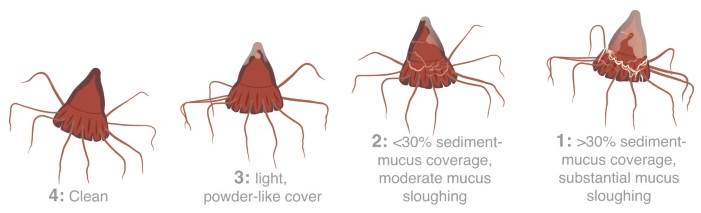 4: Clean
3: light,
powder-like cover
2: <30% sediment-
mucus coverage,
moderate mucus
sloughing
1: >30% sediment-
mucus coverage,
substantial mucus
sloughing